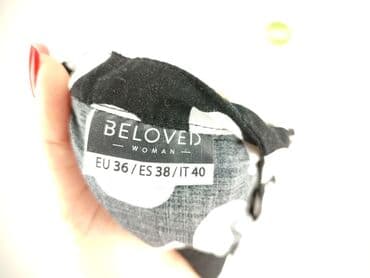 BELOVED
— WOMAN —
EU 36/ES 38/IT 40